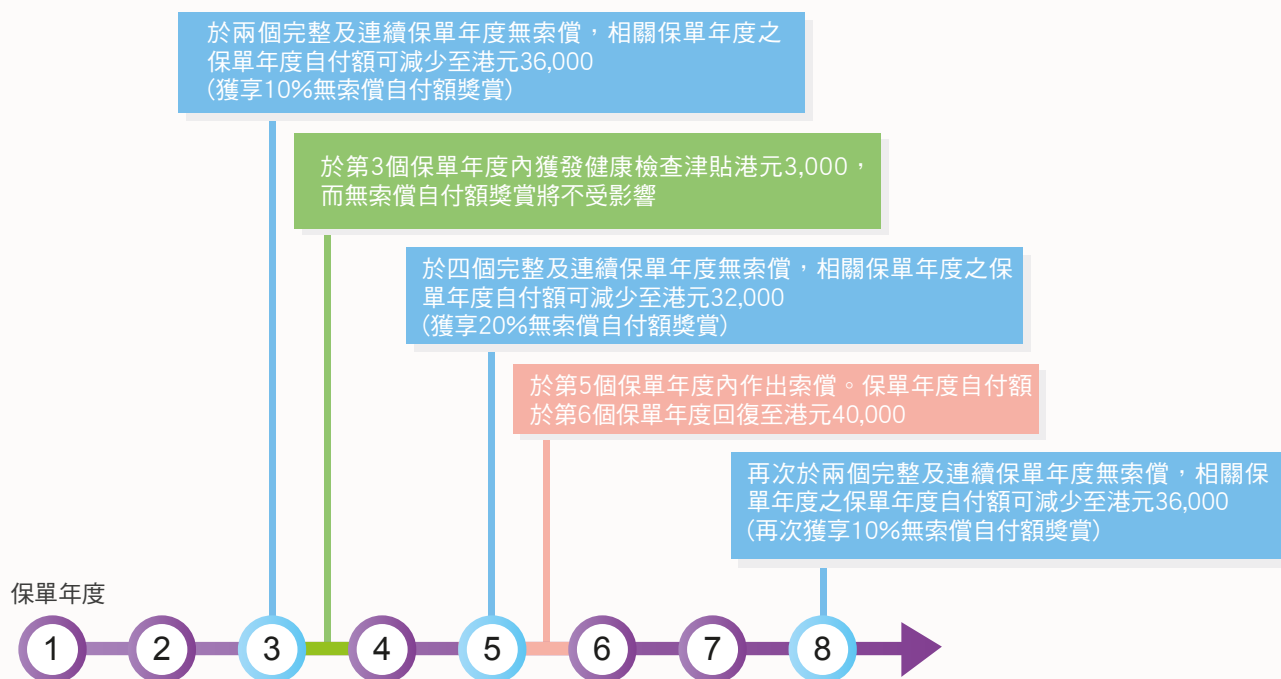 於兩個完整及連續保單年度無索償，相關保單年度之
保單年度自付額可減少至港元36,000
(獲享10%無索償自付額獎賞)
於第3個保單年度內獲發健康檢查津貼港元3,000，
而無索償自付額獎賞將不受影響
於四個完整及連續保單年度無索償，相關保單年度之保
單年度自付額可減少至港元32,000
(獲享20%無索償自付額獎賞)
於第5個保單年度內作出索償。保單年度自付額
於第6個保單年度回復至港元40,000
再次於兩個完整及連續保單年度無索償，相關保
單年度之保單年度自付額可減少至港元36,000
(再次獲享10%無索償自付額獎賞)
保單年度
1 2 3 4 5 6 7 8